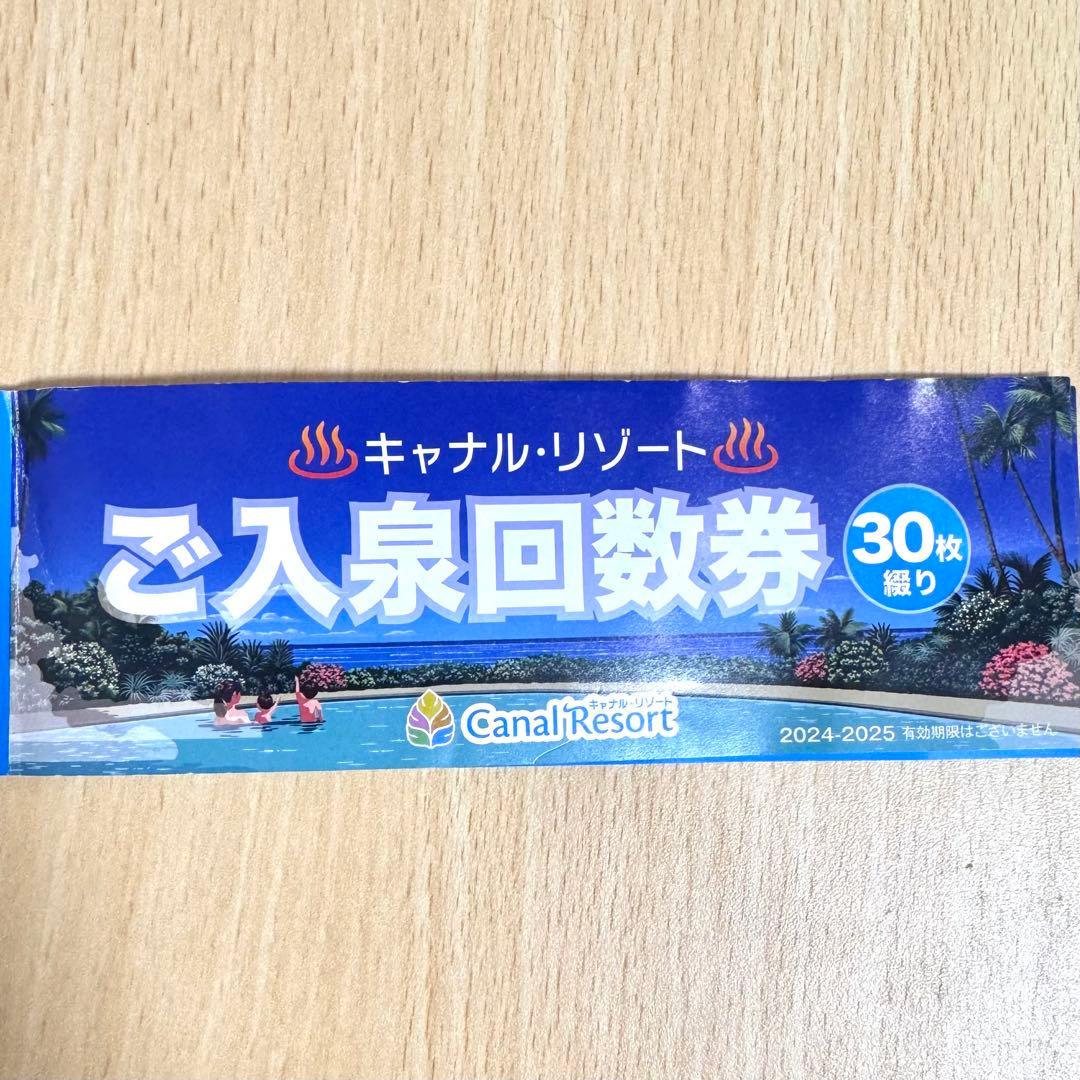 キャナル・リゾート
ご入泉回数券
30枚
綴り
キャナル・リゾート
Canal Resort
2024-2025 有効期限はございません